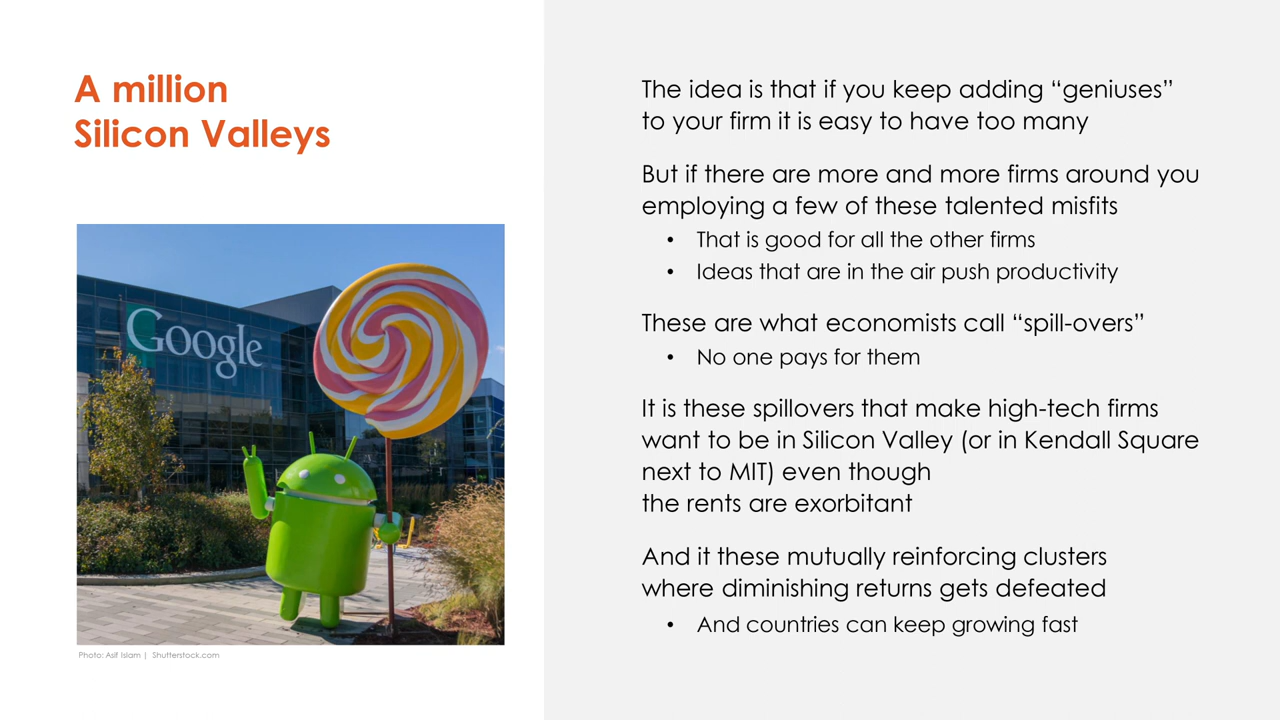 A million
Silicon Valleys
Google
Photo: Asif Islam | Shutterstock.com
The idea is that if you keep adding “geniuses”
to your firm it is easy to have too many
But if there are more and more firms around you
employing a few of these talented misfits
• That is good for all the other firms
• Ideas that are in the air push productivity
These are what economists call “spill-overs”
• No one pays for them
It is these spillovers that make high-tech firms
want to be in Silicon Valley (or in Kendall Square
next to MIT) even though
the rents are exorbitant
And it these mutually reinforcing clusters
where diminishing returns gets defeated
• And countries can keep growing fast